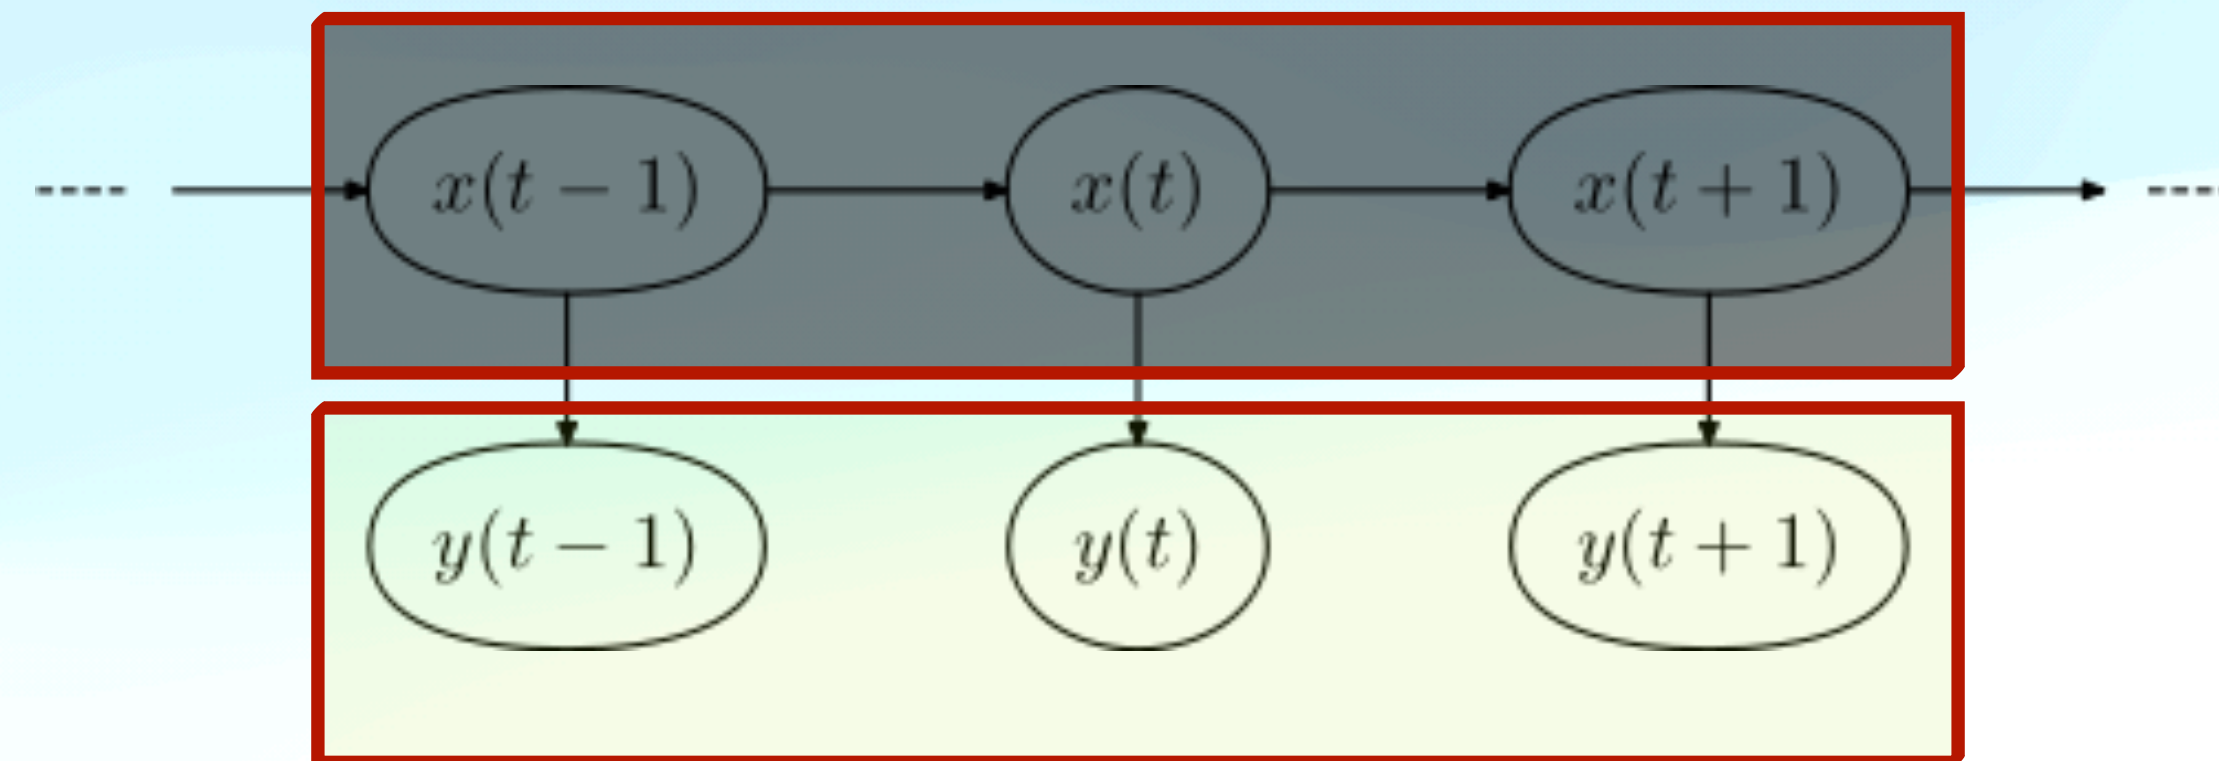 x(t − 1) x(t) x(t + 1)
y(t − 1) y(t) y(t + 1)